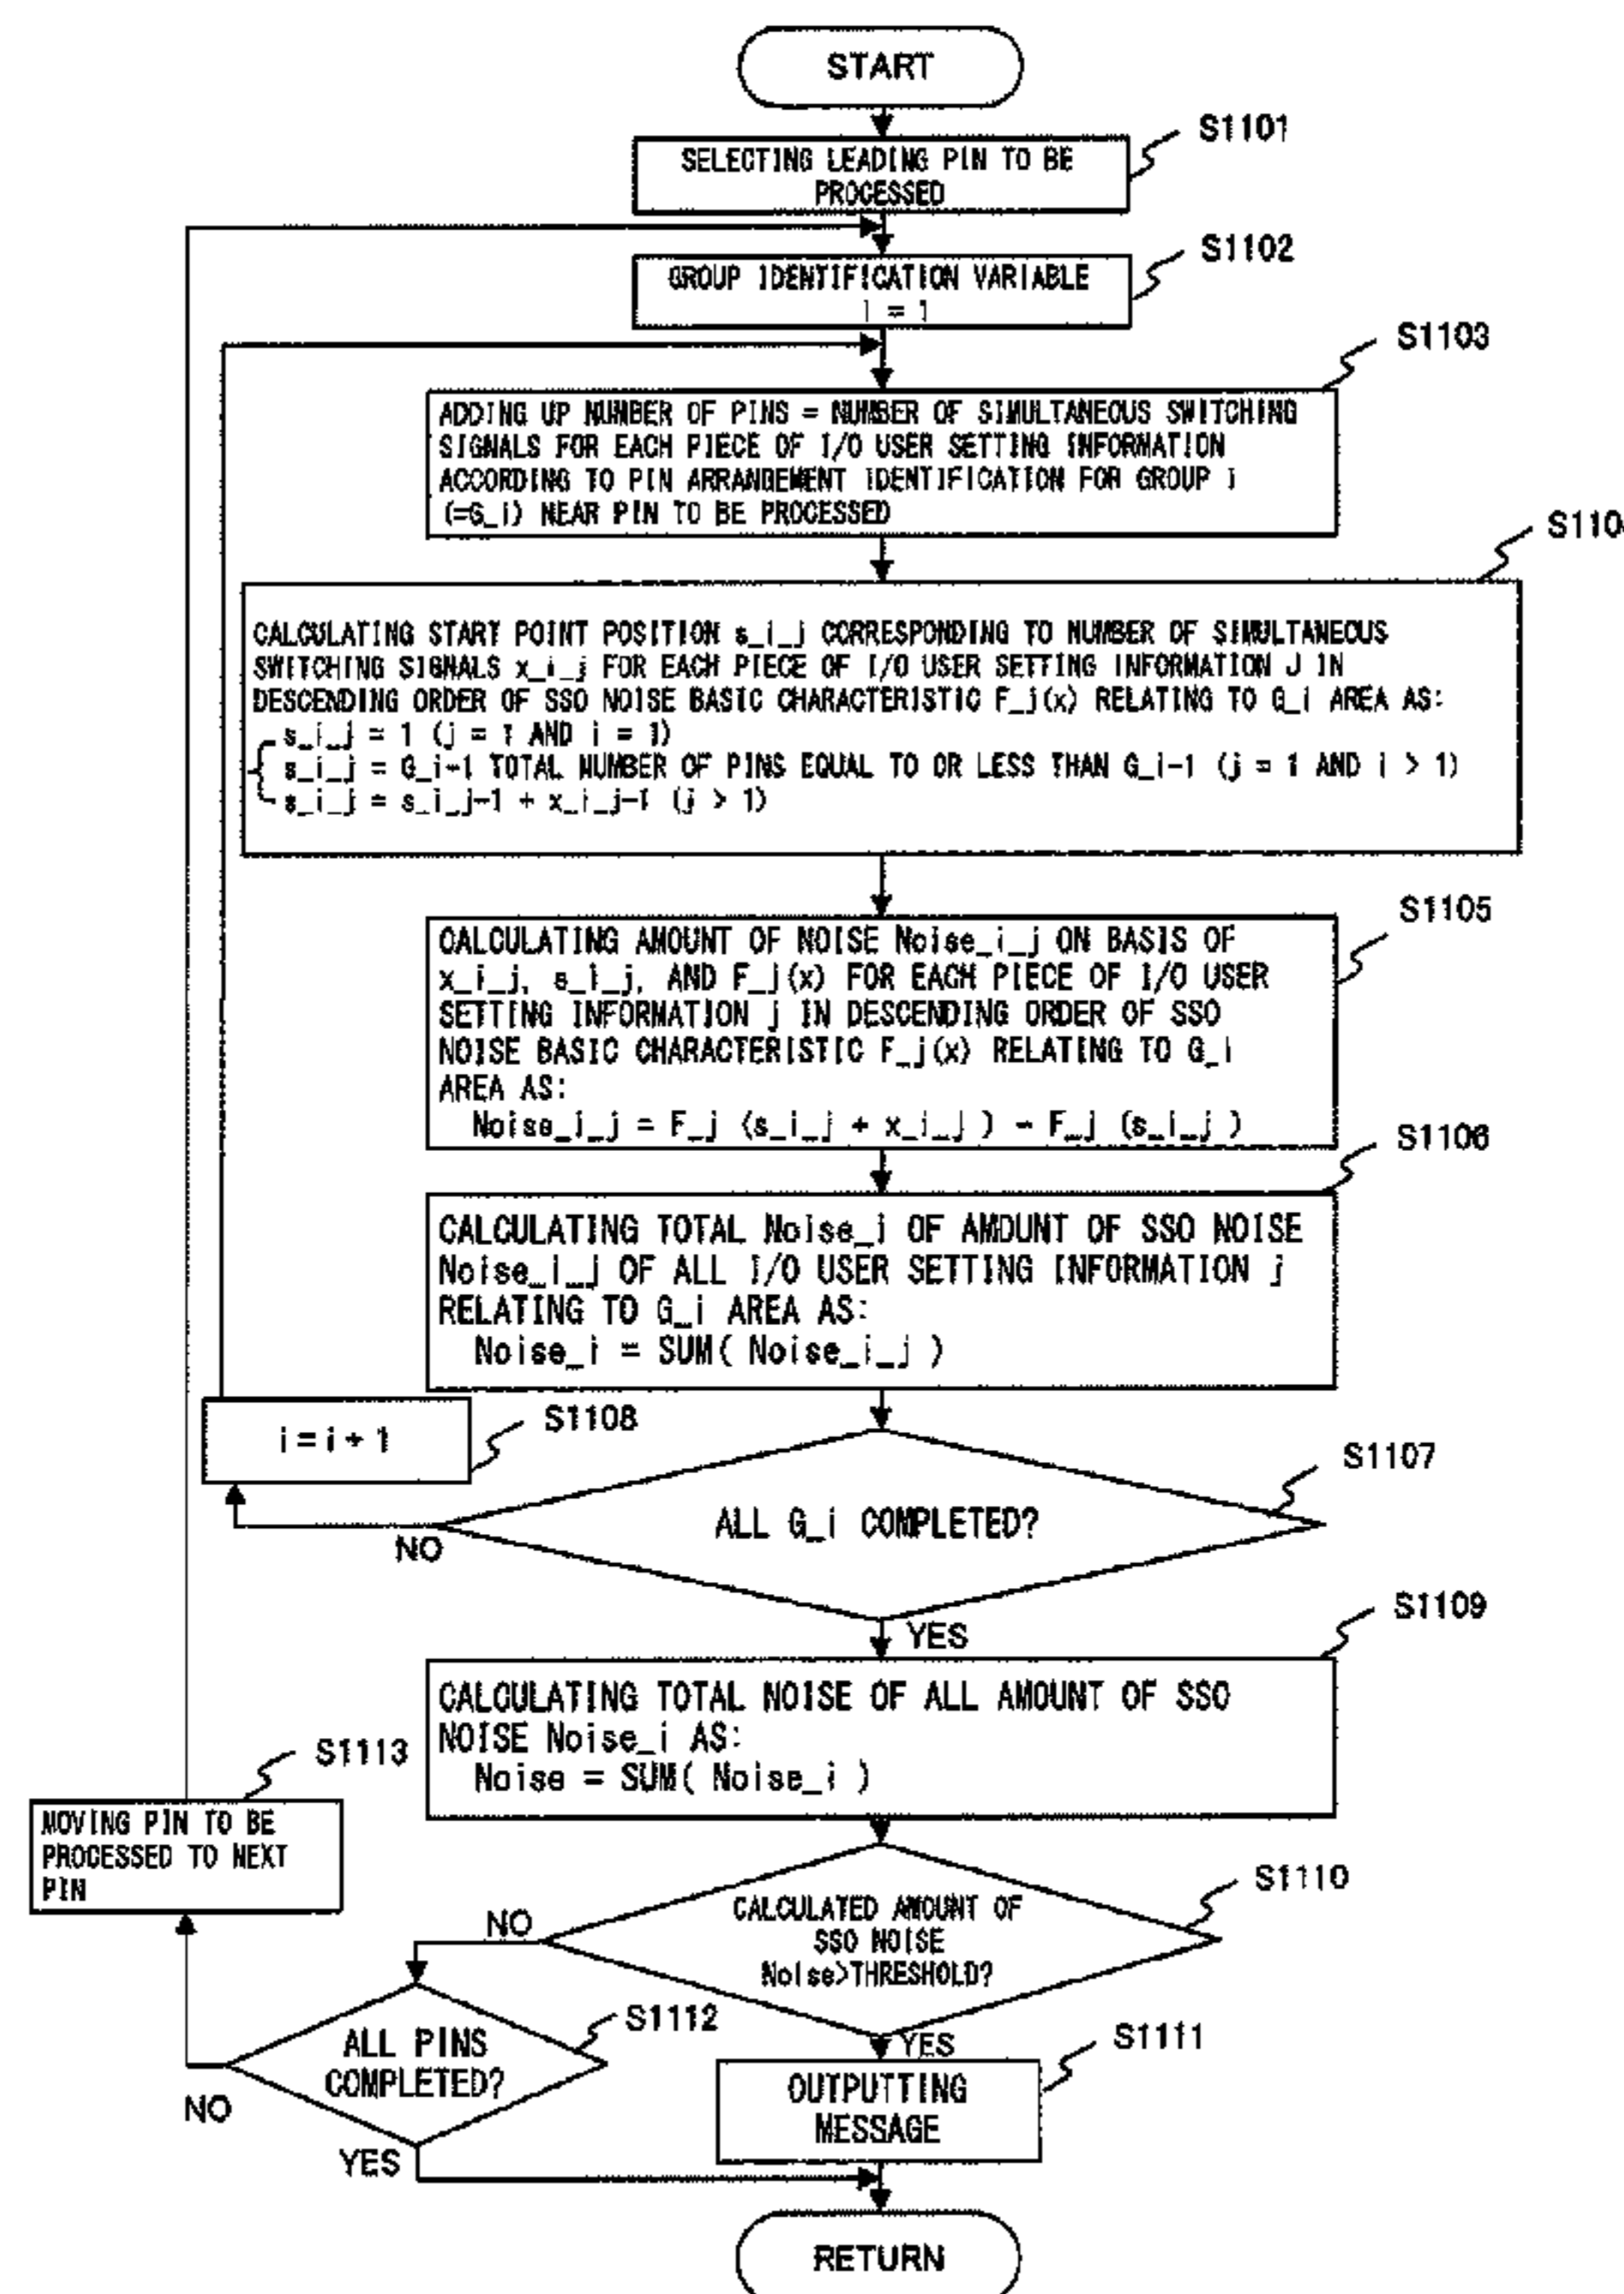 START
S1101
SELECTING LEADING PIN TO BE
PROCESSED
S1102
GROUP IDENTIFICATION VARIABLE
i = 1
S1103
ADDING UP NUMBER OF PINS = NUMBER OF SIMULTANEOUS SWITCHING
SIGNALS FOR EACH PIECE OF I/O USER SETTING INFORMATION
ACCORDING TO PIN ARRANGEMENT IDENTIFICATION FOR GROUP i
(=G_i) NEAR PIN TO BE PROCESSED
S110
CALCULATING START POINT POSITION s_i_j CORRESPONDING TO NUMBER OF SIMULTANEOUS
SWITCHING SIGNALS x_i_j FOR EACH PIECE OF I/O USER SETTING INFORMATION J IN
DESCENDING ORDER OF SSO NOISE BASIC CHARACTERISTIC F_j(x) RELATING TO G_i AREA AS:
s_i_j = 1 (j = 1 AND i = 1)
s_i_j = G_i-1 TOTAL NUMBER OF PINS EQUAL TO OR LESS THAN G_i-1 (j = 1 AND i > 1)
s_i_j = s_i_j-1 + x_i_j-1 (j > 1)
S1105
CALCULATING AMOUNT OF NOISE Noise_i_j ON BASIS OF
x_i_j, s_i_j, AND F_j(x) FOR EACH PIECE OF I/O USER
SETTING INFORMATION j IN DESCENDING ORDER OF SSO
NOISE BASIC CHARACTERISTIC F_j(x) RELATING TO G_i
AREA AS:
Noise_i_j = F_j (s_i_j + x_i_j ) - F_j (s_i_j )
S1106
CALCULATING TOTAL Noise_i OF AMOUNT OF SSO NOISE
Noise_i_j OF ALL I/O USER SETTING INFORMATION j
RELATING TO G_i AREA AS:
Noise_i = SUM( Noise_i_j )
i = i + 1
S1108
S1107
ALL G_i COMPLETED?
NO
YES
S1109
CALCULATING TOTAL NOISE OF ALL AMOUNT OF SSO
NOISE Noise_i AS:
Noise = SUM( Noise_i )
S1113
MOVING PIN TO BE
PROCESSED TO NEXT
PIN
S1110
CALCULATED AMOUNT OF
SSO NOISE
Noise>THRESHOLD?
NO
S1112
ALL PINS
COMPLETED?
NO
YES
YES
S1111
OUTPUTTING
MESSAGE
RETURN